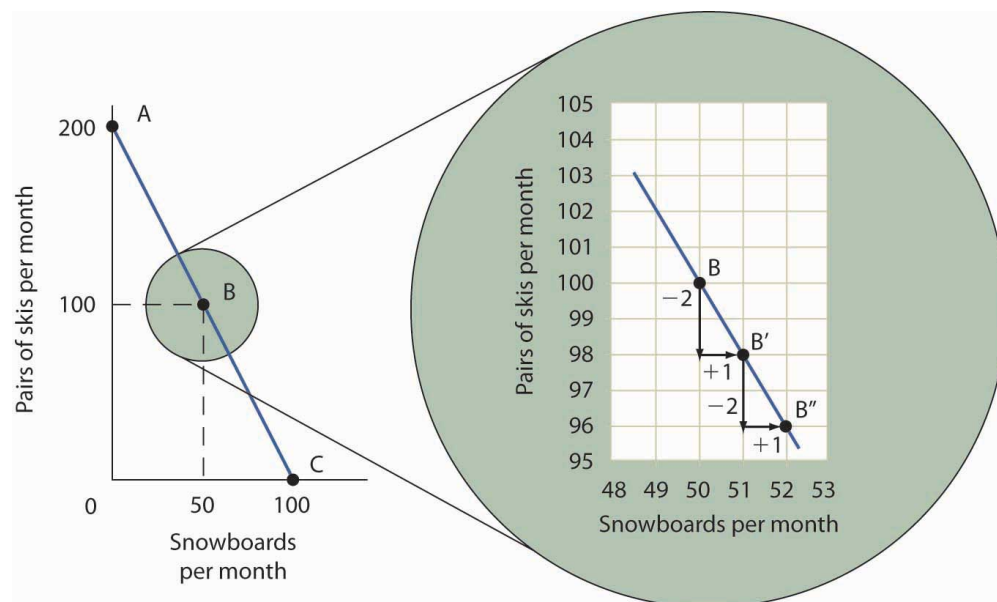 A
200
Pairs of skis per month
100
B
C
0
50
100
Snowboards
per month
105
104
103
102
101
100
99
98
97
96
95
Pairs of skis per month
B
−2
B′
+1
−2
B″
+1
48
49
50
51
52
53
Snowboards per month